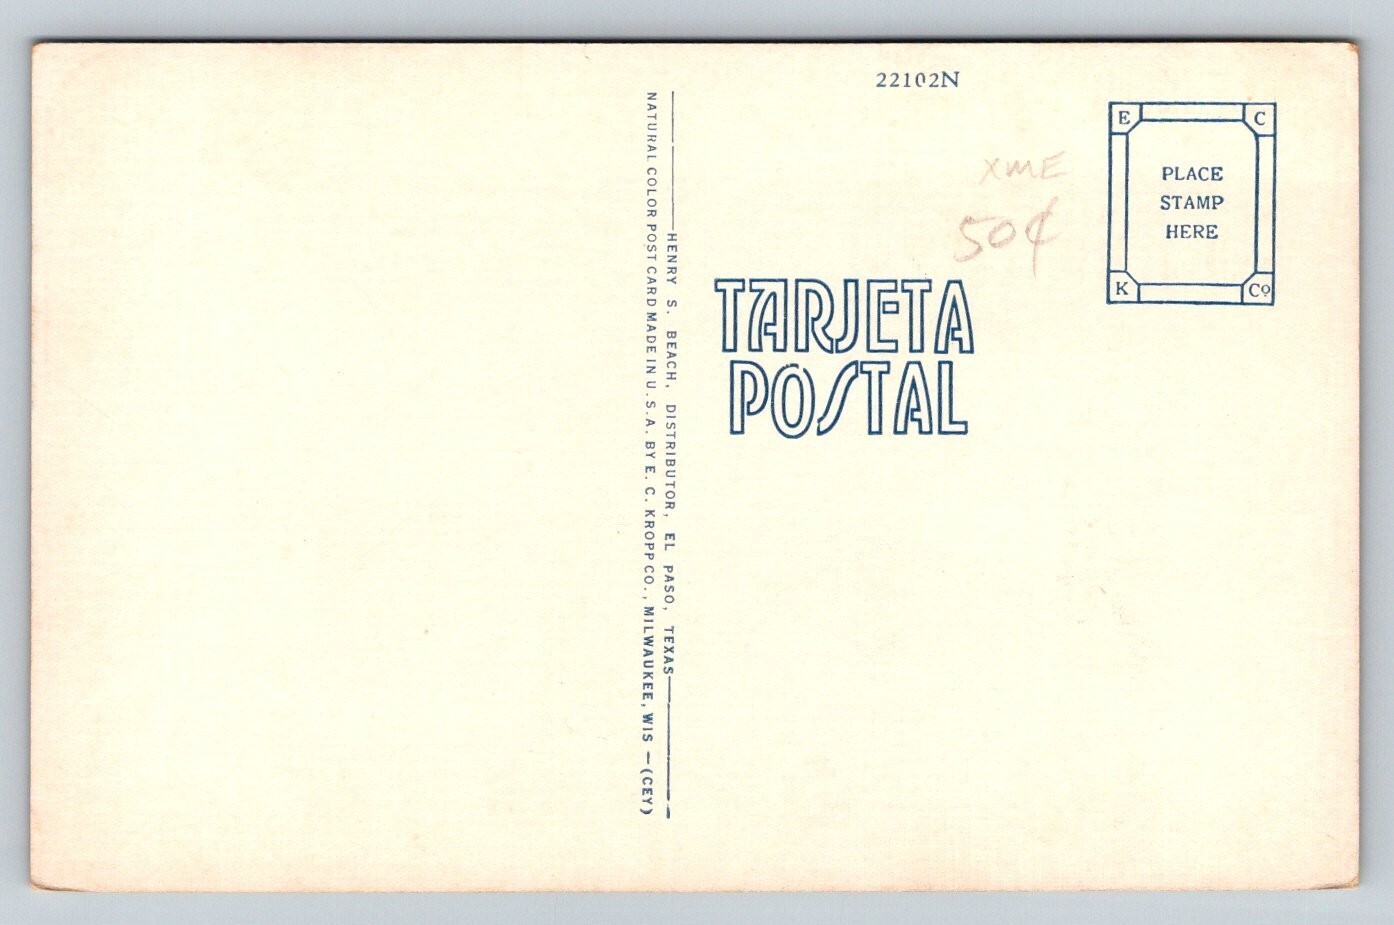 22102N
E C
PLACE
STAMP
HERE
K Co
XME
50¢
TARJETA
POSTAL
HENRY S. BEACH, DISTRIBUTOR, EL PASO, TEXAS
NATURAL COLOR POST CARD MADE IN U.S.A. BY E. C. KROPP CO., MILWAUKEE, WIS — (CEY)